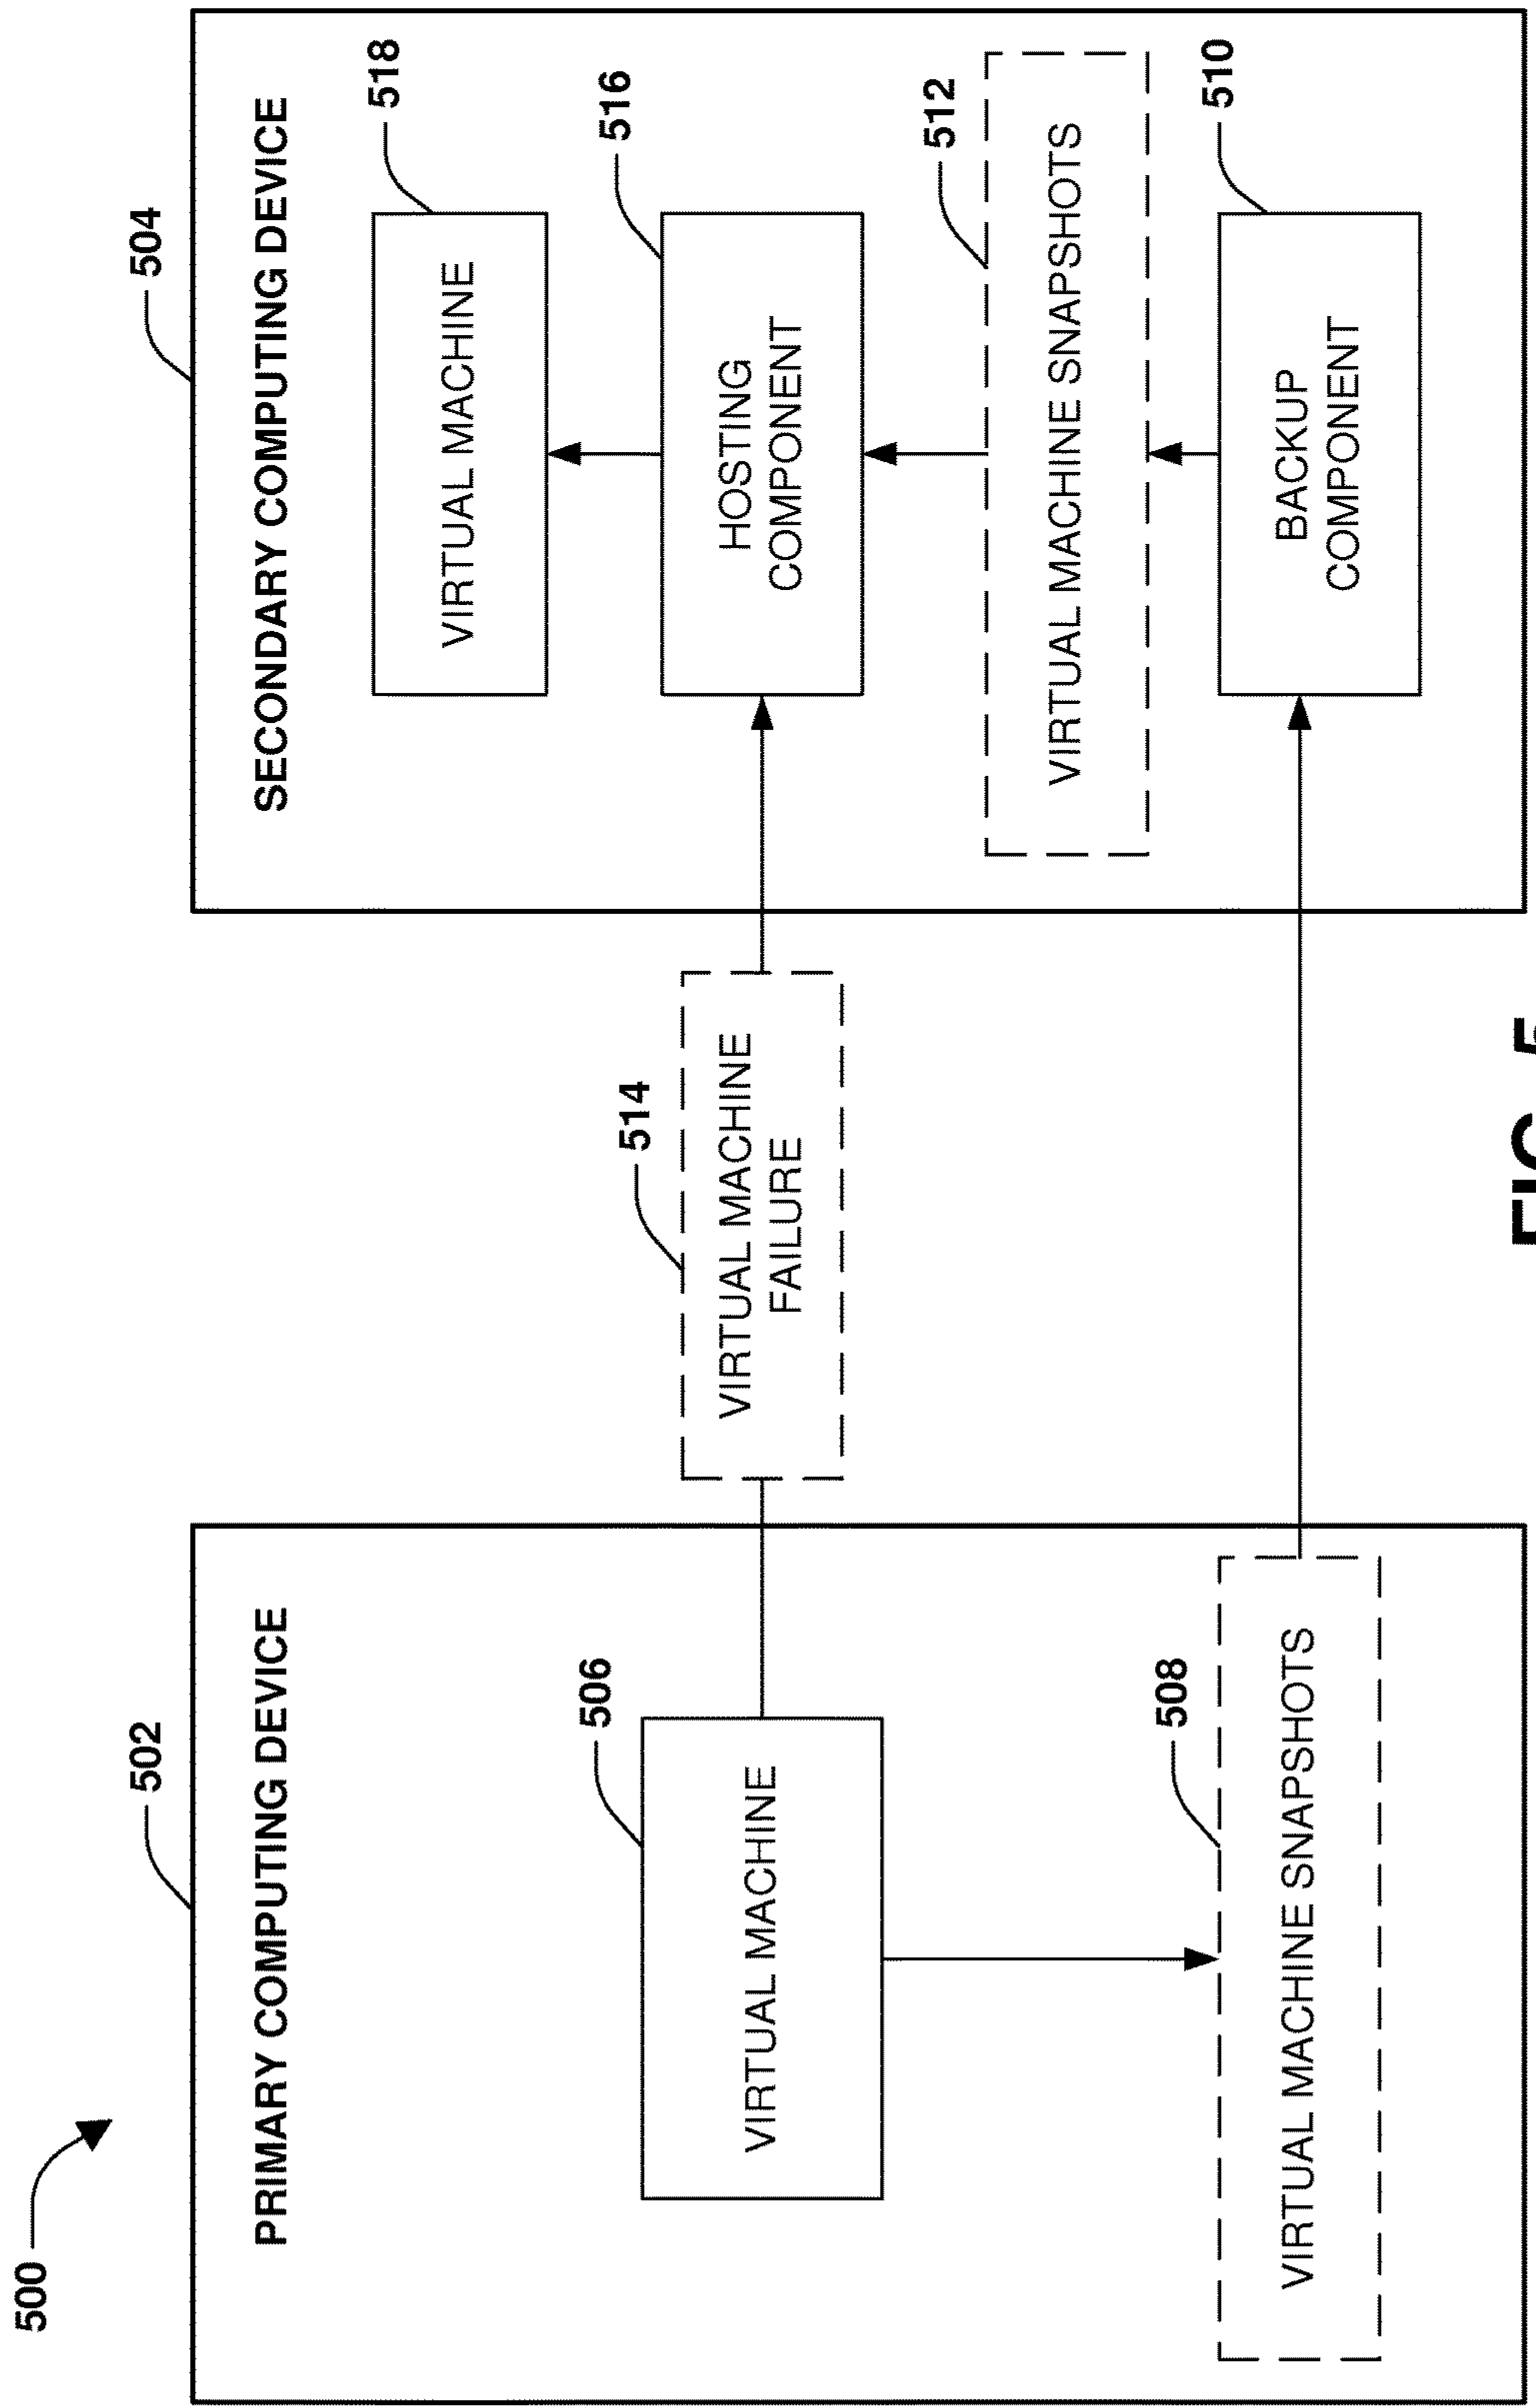 500
502
PRIMARY COMPUTING DEVICE
506
VIRTUAL MACHINE
508
VIRTUAL MACHINE SNAPSHOTS
514
VIRTUAL MACHINE
FAILURE
504
SECONDARY COMPUTING DEVICE
518
VIRTUAL MACHINE
516
HOSTING
COMPONENT
512
VIRTUAL MACHINE SNAPSHOTS
510
BACKUP
COMPONENT